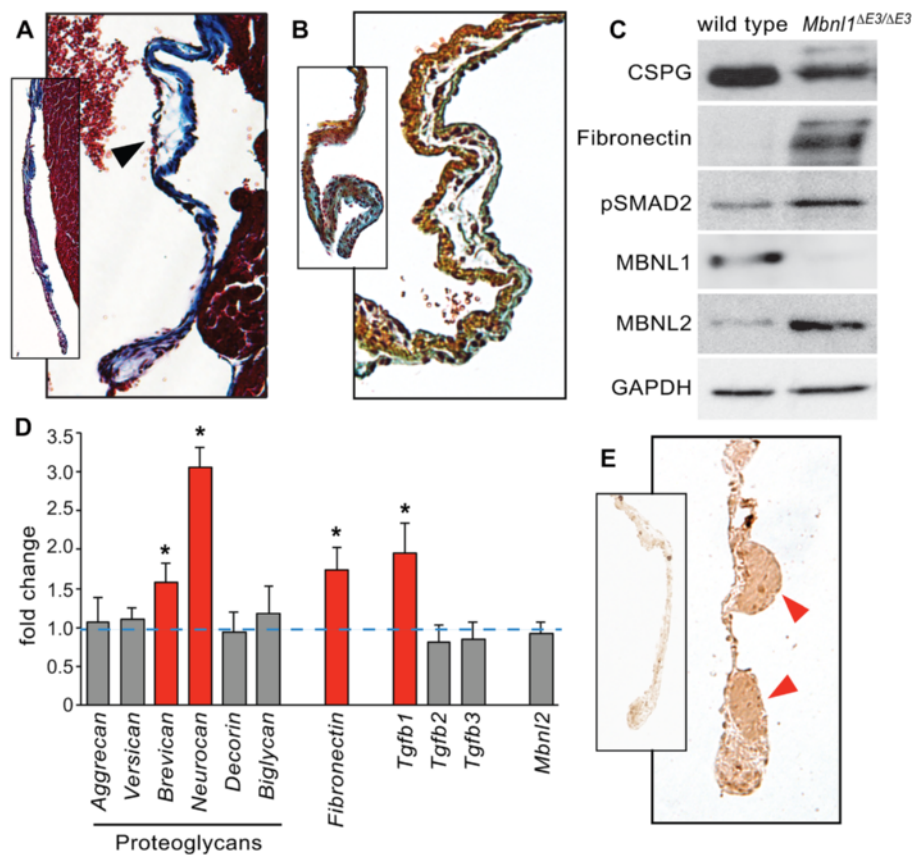 A
B
C
wild type Mbnl1ΔE3/ΔE3
CSPG
Fibronectin
pSMAD2
MBNL1
MBNL2
GAPDH
D
fold change
3.5
3.0
2.5
2.0
1.5
1.0
0.5
0
*
*
*
*
Aggrecan
Versican
Brevican
Neurocan
Decorin
Biglycan
Fibronectin
Tgfb1
Tgfb2
Tgfb3
Mbnl2
Proteoglycans
E